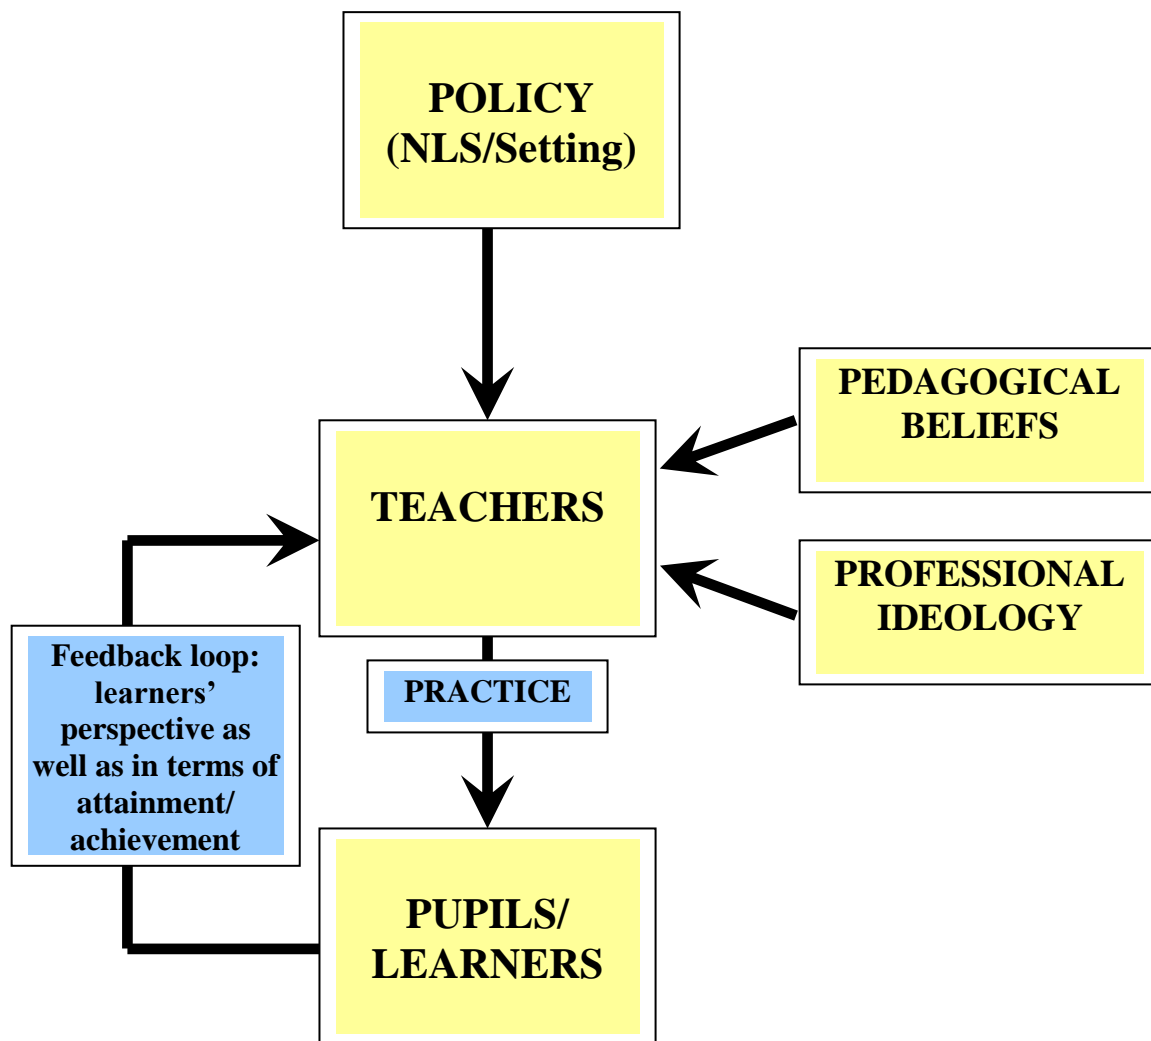 POLICY
(NLS/Setting)
PEDAGOGICAL
BELIEFS
TEACHERS
PROFESSIONAL
IDEOLOGY
Feedback loop:
learners’
perspective as
well as in terms of
attainment/
achievement
PRACTICE
PUPILS/
LEARNERS